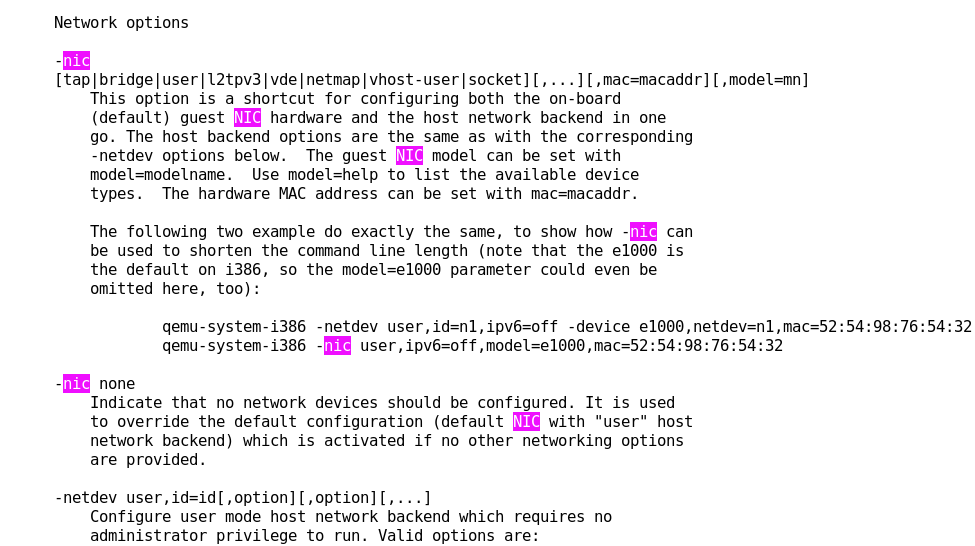 Network options
-nic
[tap|bridge|user|l2tpv3|vde|netmap|vhost-user|socket][,...][,mac=macaddr][,model=mn]
This option is a shortcut for configuring both the on-board
(default) guest NIC hardware and the host network backend in one
go. The host backend options are the same as with the corresponding
-netdev options below.  The guest NIC model can be set with
model=modelname.  Use model=help to list the available device
types.  The hardware MAC address can be set with mac=macaddr.
The following two example do exactly the same, to show how -nic can
be used to shorten the command line length (note that the e1000 is
the default on i386, so the model=e1000 parameter could even be
omitted here, too):
qemu-system-i386 -netdev user,id=n1,ipv6=off -device e1000,netdev=n1,mac=52:54:98:76:54:32
qemu-system-i386 -nic user,ipv6=off,model=e1000,mac=52:54:98:76:54:32
-nic none
Indicate that no network devices should be configured. It is used
to override the default configuration (default NIC with "user" host
network backend) which is activated if no other networking options
are provided.
-netdev user,id=id[,option][,option][,...]
Configure user mode host network backend which requires no
administrator privilege to run. Valid options are: